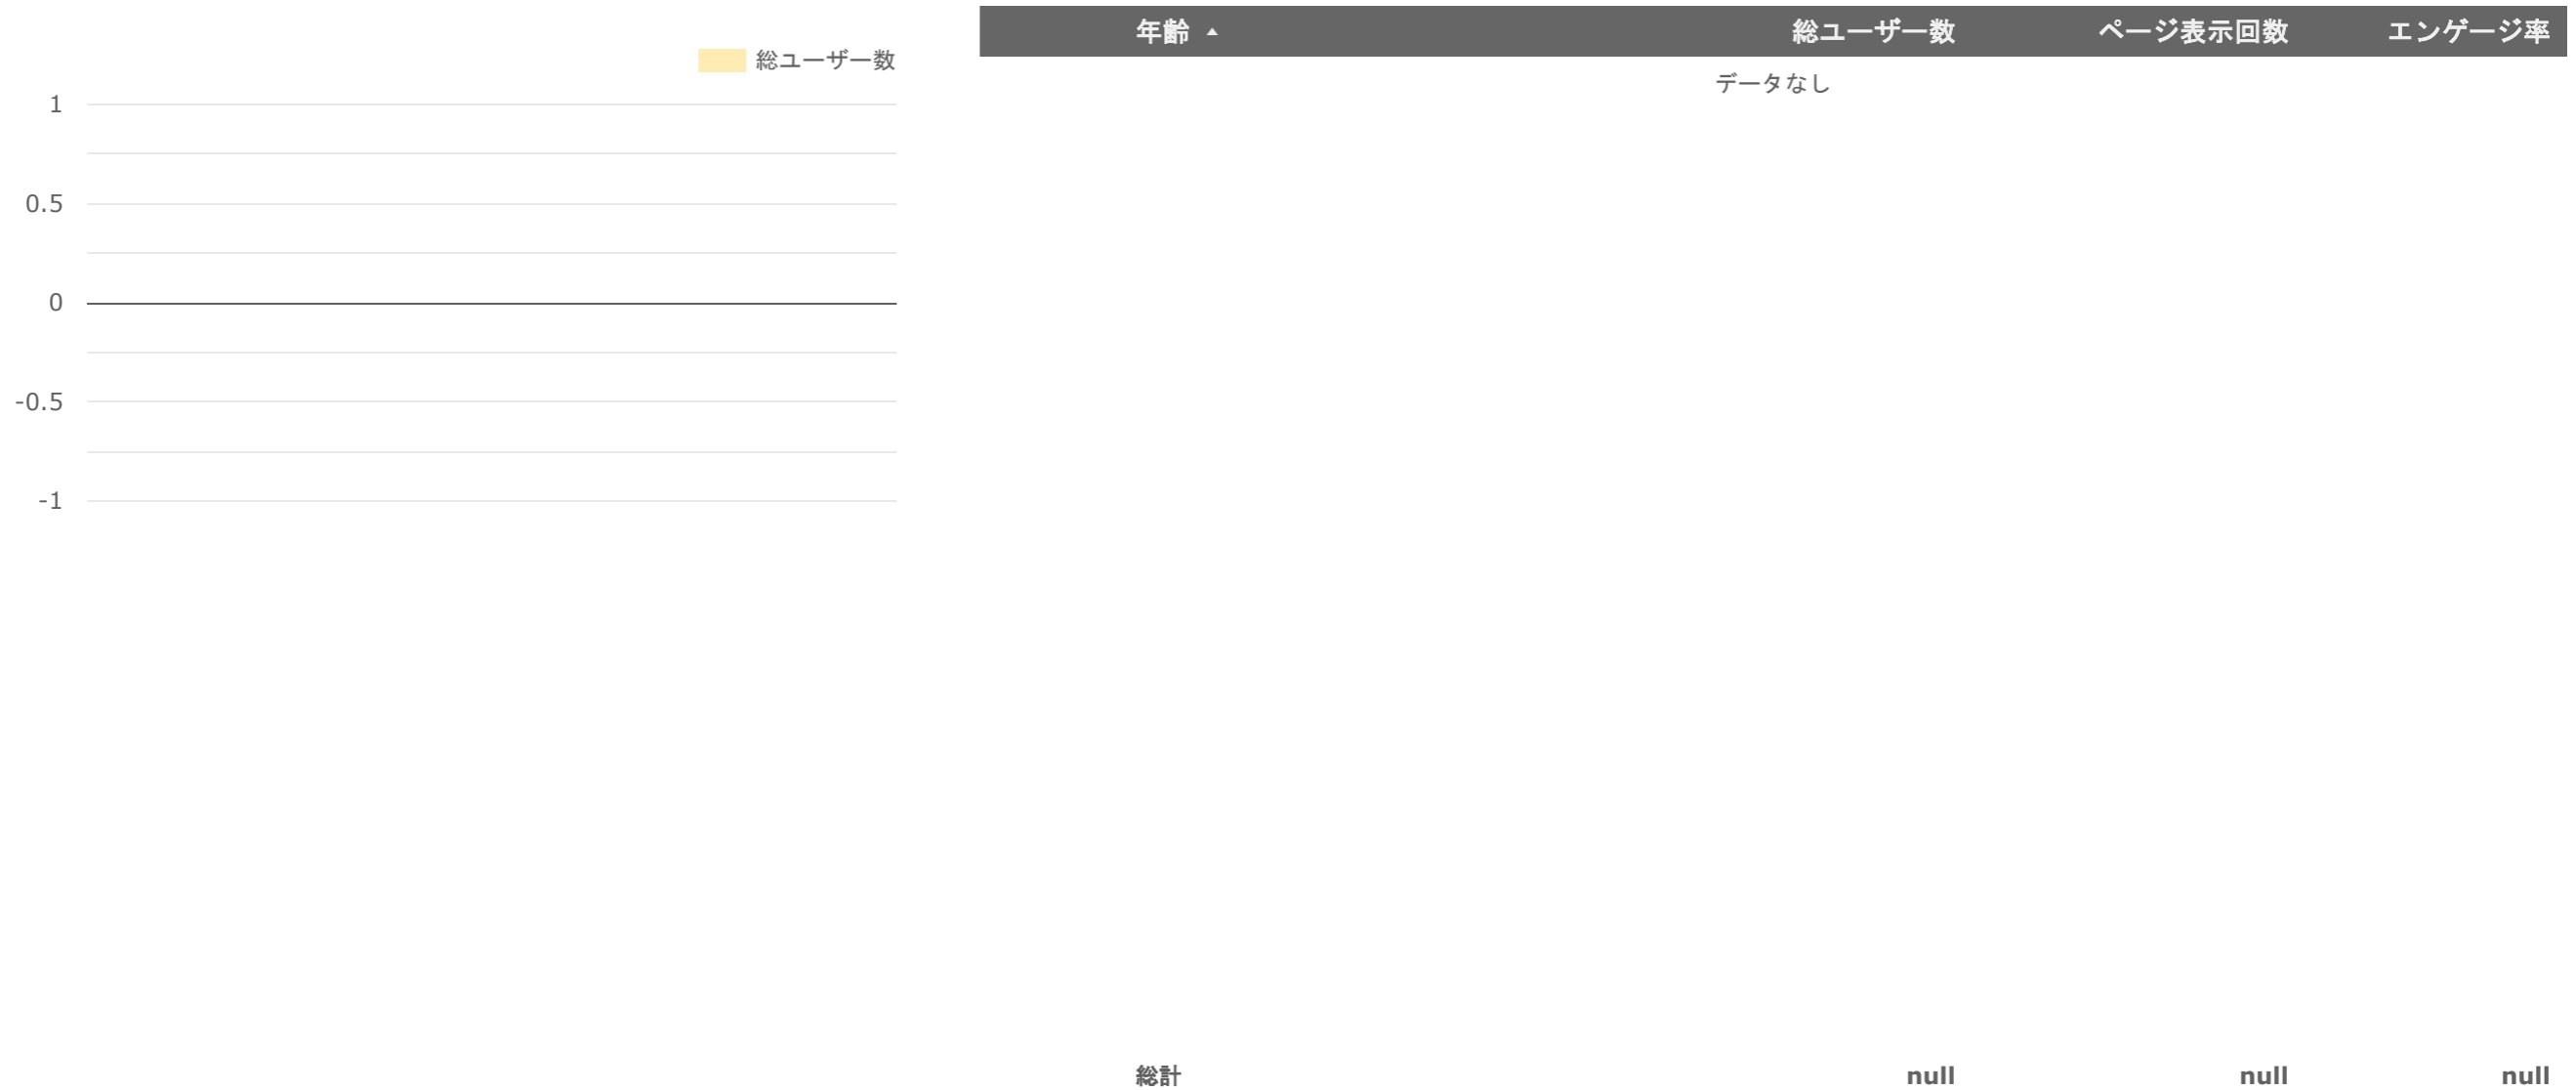 総ユーザー数
1
0.5
0
-0.5
-1
年齢 ▲ 総ユーザー数 ページ表示回数 エンゲージ率
データなし
総計 null null null